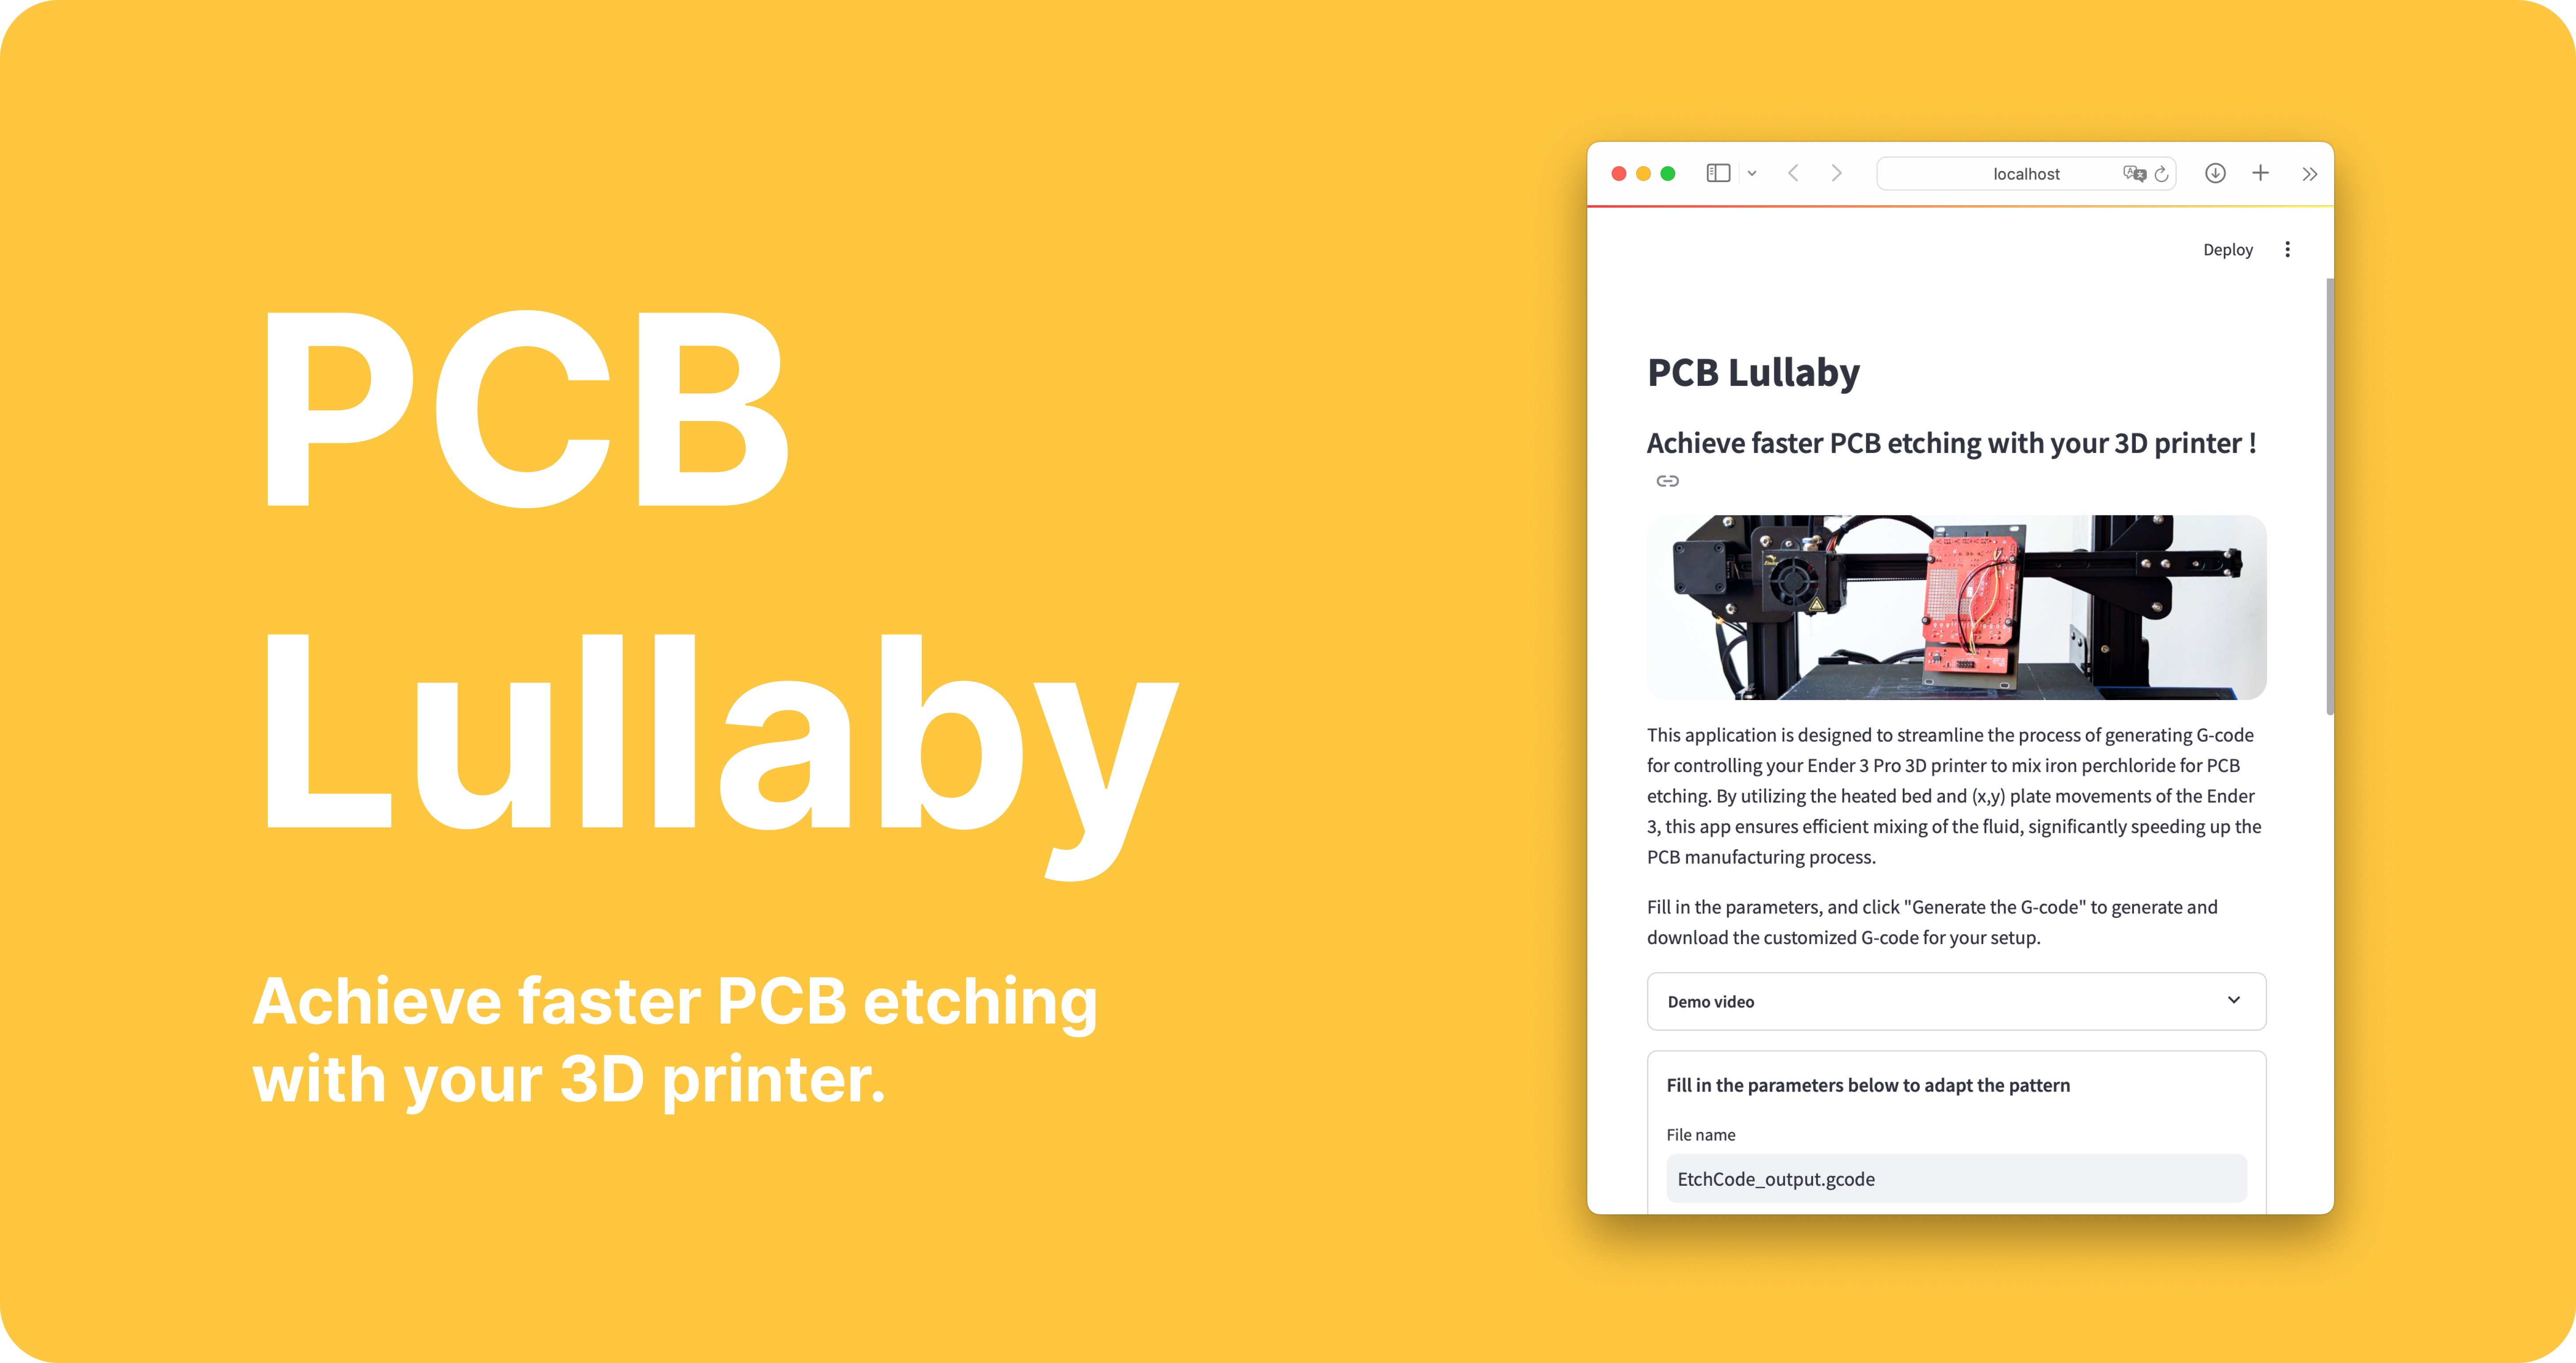 PCB
Lullaby
Achieve faster PCB etching
with your 3D printer.
localhost
Deploy
PCB Lullaby
Achieve faster PCB etching with your 3D printer !
This application is designed to streamline the process of generating G-code
for controlling your Ender 3 Pro 3D printer to mix iron perchloride for PCB
etching. By utilizing the heated bed and (x,y) plate movements of the Ender
3, this app ensures efficient mixing of the fluid, significantly speeding up the
PCB manufacturing process.
Fill in the parameters, and click "Generate the G-code" to generate and
download the customized G-code for your setup.
Demo video
Fill in the parameters below to adapt the pattern
File name
EtchCode_output.gcode